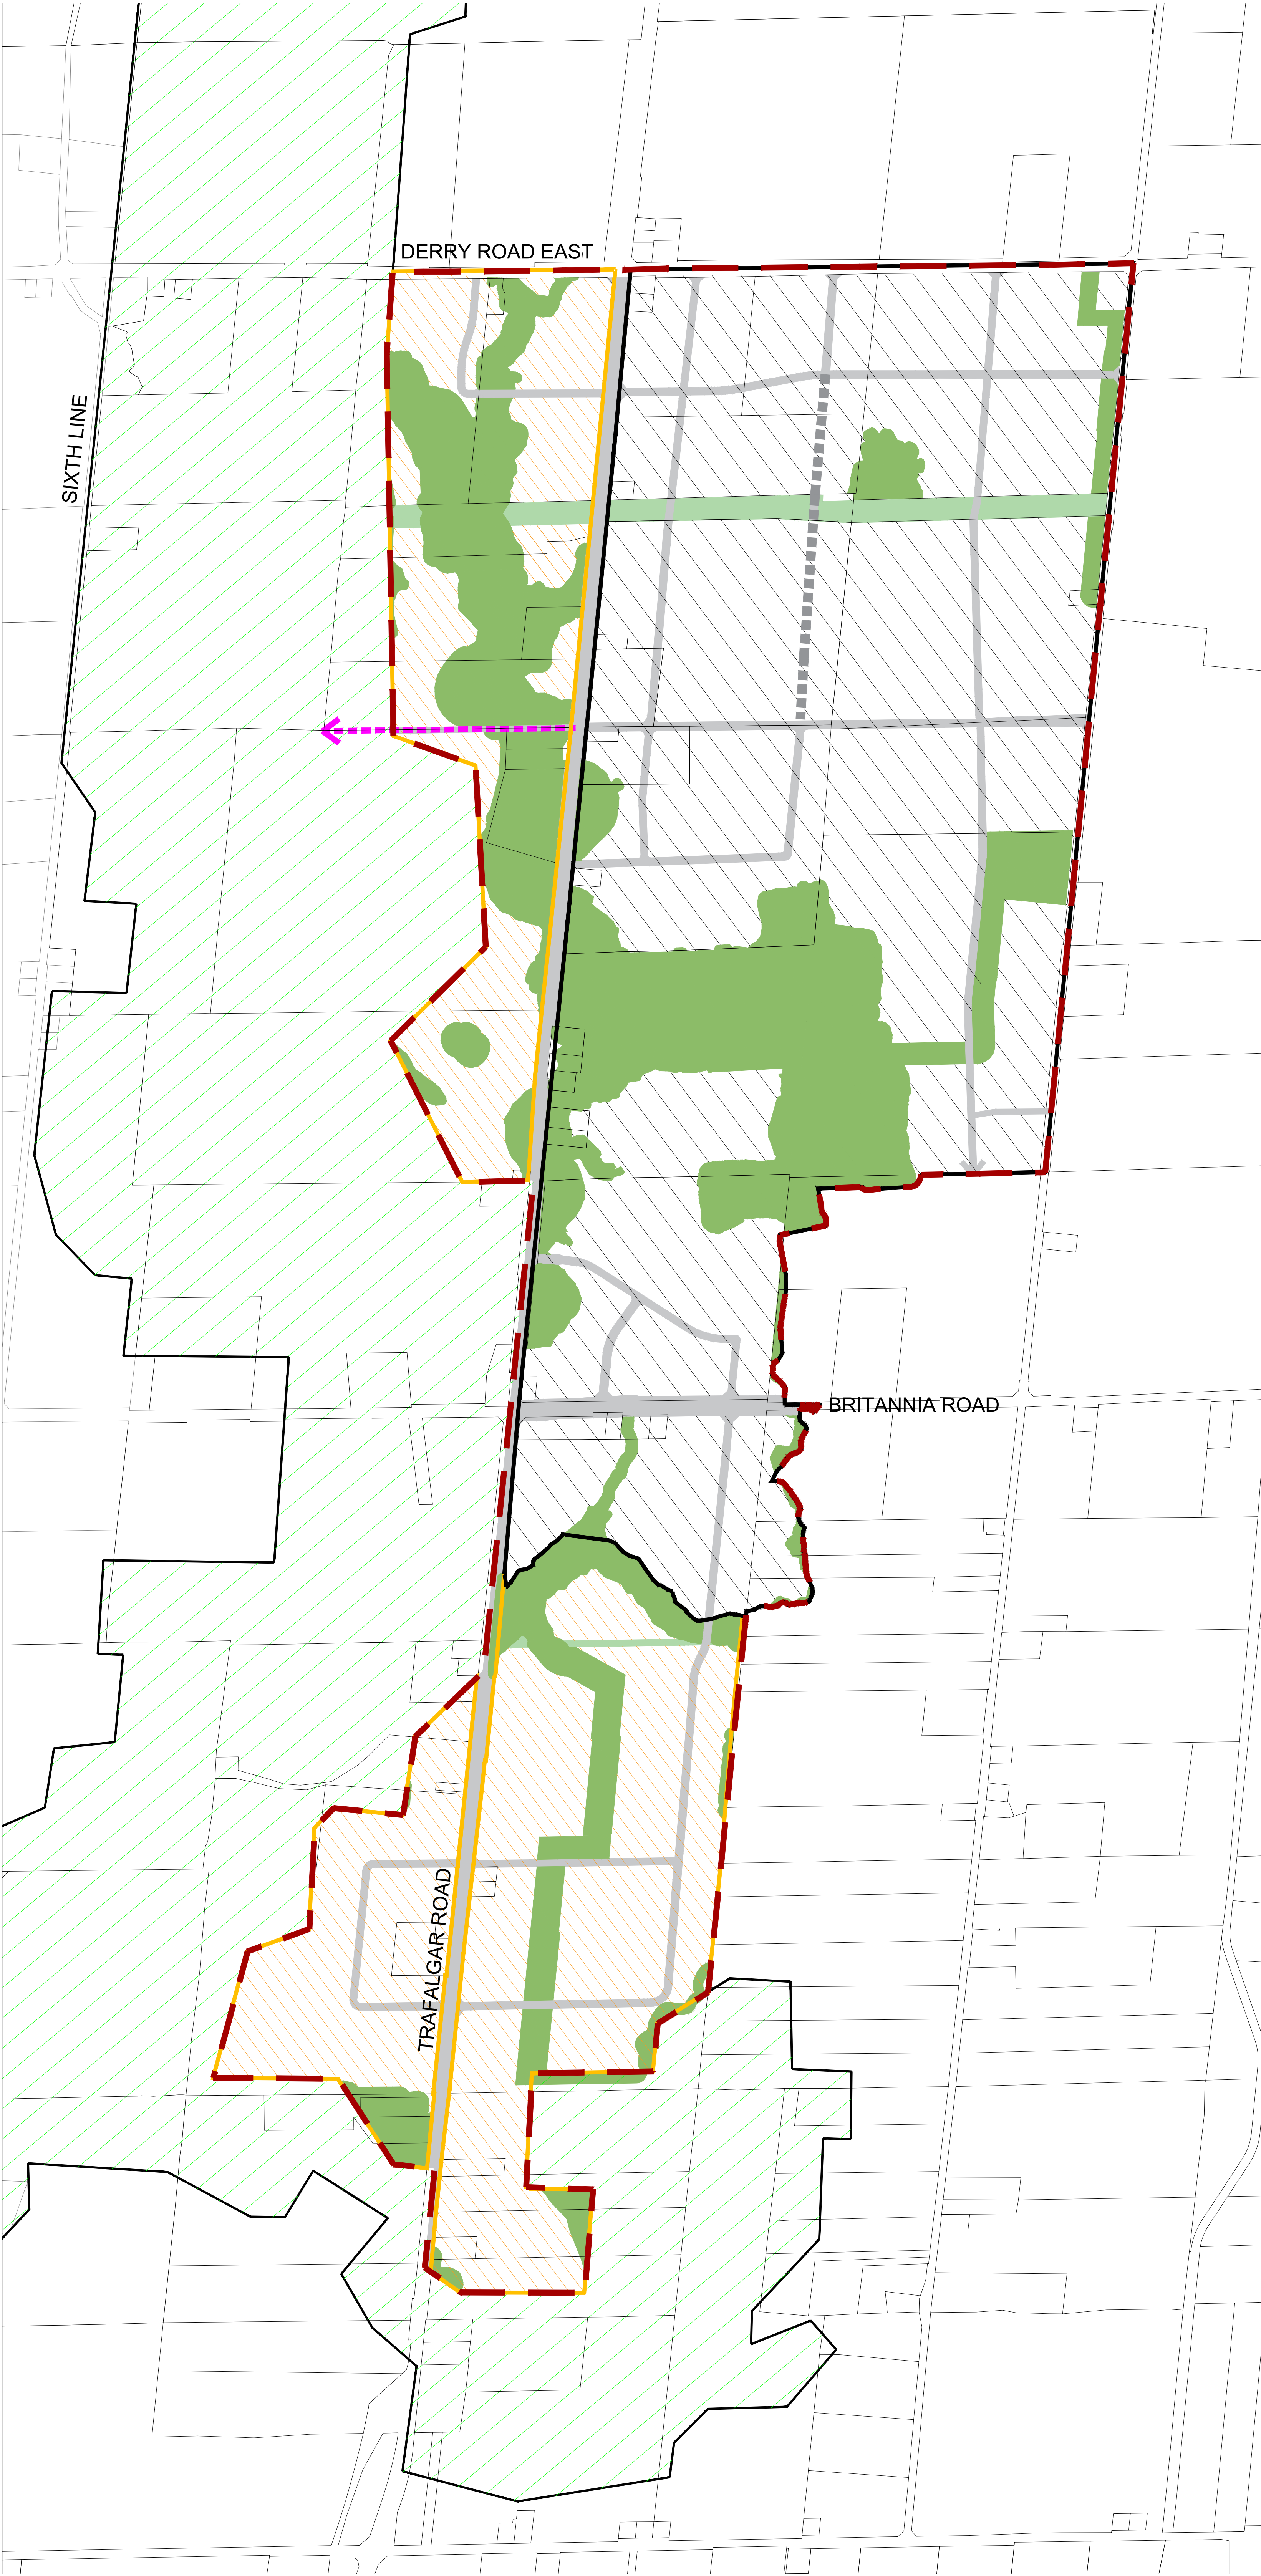 DERRY ROAD EAST
SIXTH LINE
BRITANNIA ROAD
TRAFALGAR ROAD